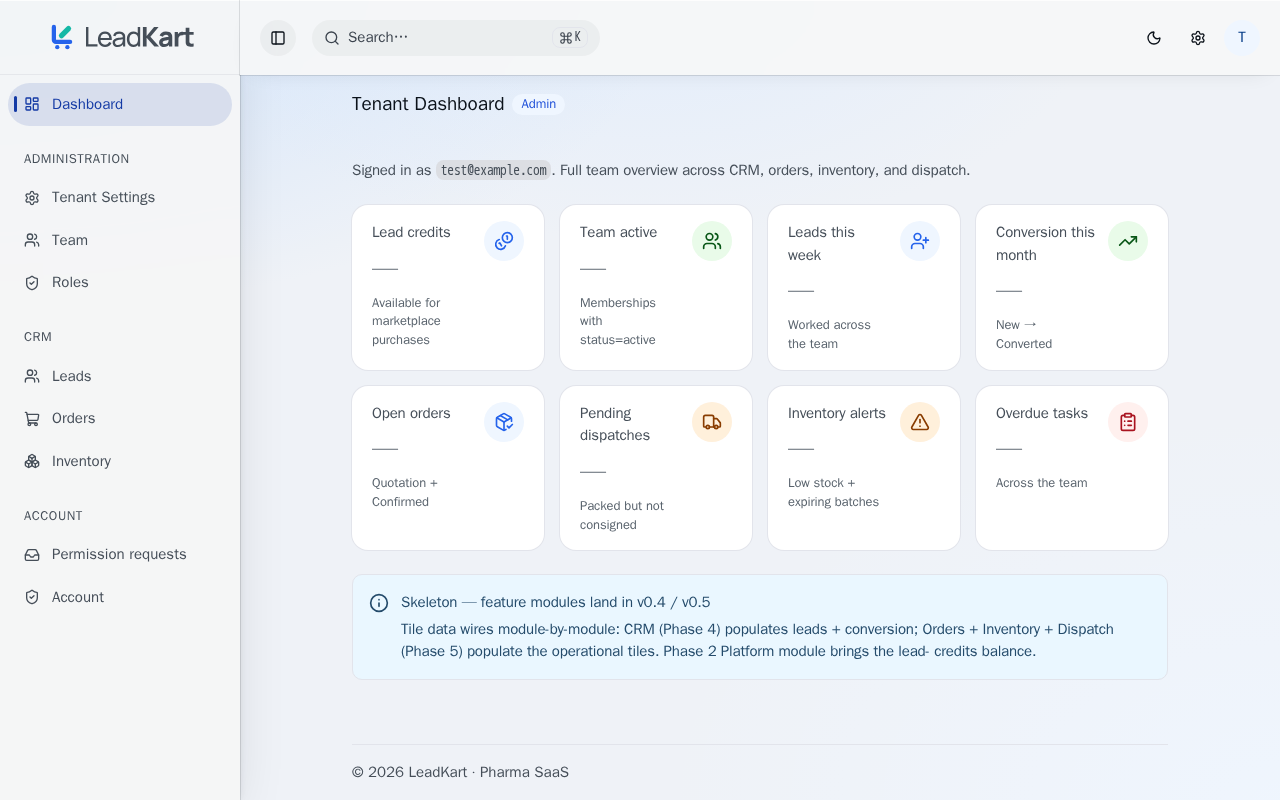 LeadKart
Search…
⌘K
T
Dashboard
ADMINISTRATION
Tenant Settings
Team
Roles
CRM
Leads
Orders
Inventory
ACCOUNT
Permission requests
Account
Tenant Dashboard
Admin
Signed in as test@example.com. Full team overview across CRM, orders, inventory, and dispatch.
Lead credits
—
Available for
marketplace
purchases
Team active
—
Memberships
with
status=active
Leads this
week
—
Worked across
the team
Conversion this
month
—
New →
Converted
Open orders
—
Quotation +
Confirmed
Pending
dispatches
—
Packed but not
consigned
Inventory alerts
—
Low stock +
expiring batches
Overdue tasks
—
Across the team
Skeleton — feature modules land in v0.4 / v0.5
Tile data wires module-by-module: CRM (Phase 4) populates leads + conversion; Orders + Inventory + Dispatch
(Phase 5) populate the operational tiles. Phase 2 Platform module brings the lead- credits balance.
© 2026 LeadKart · Pharma SaaS